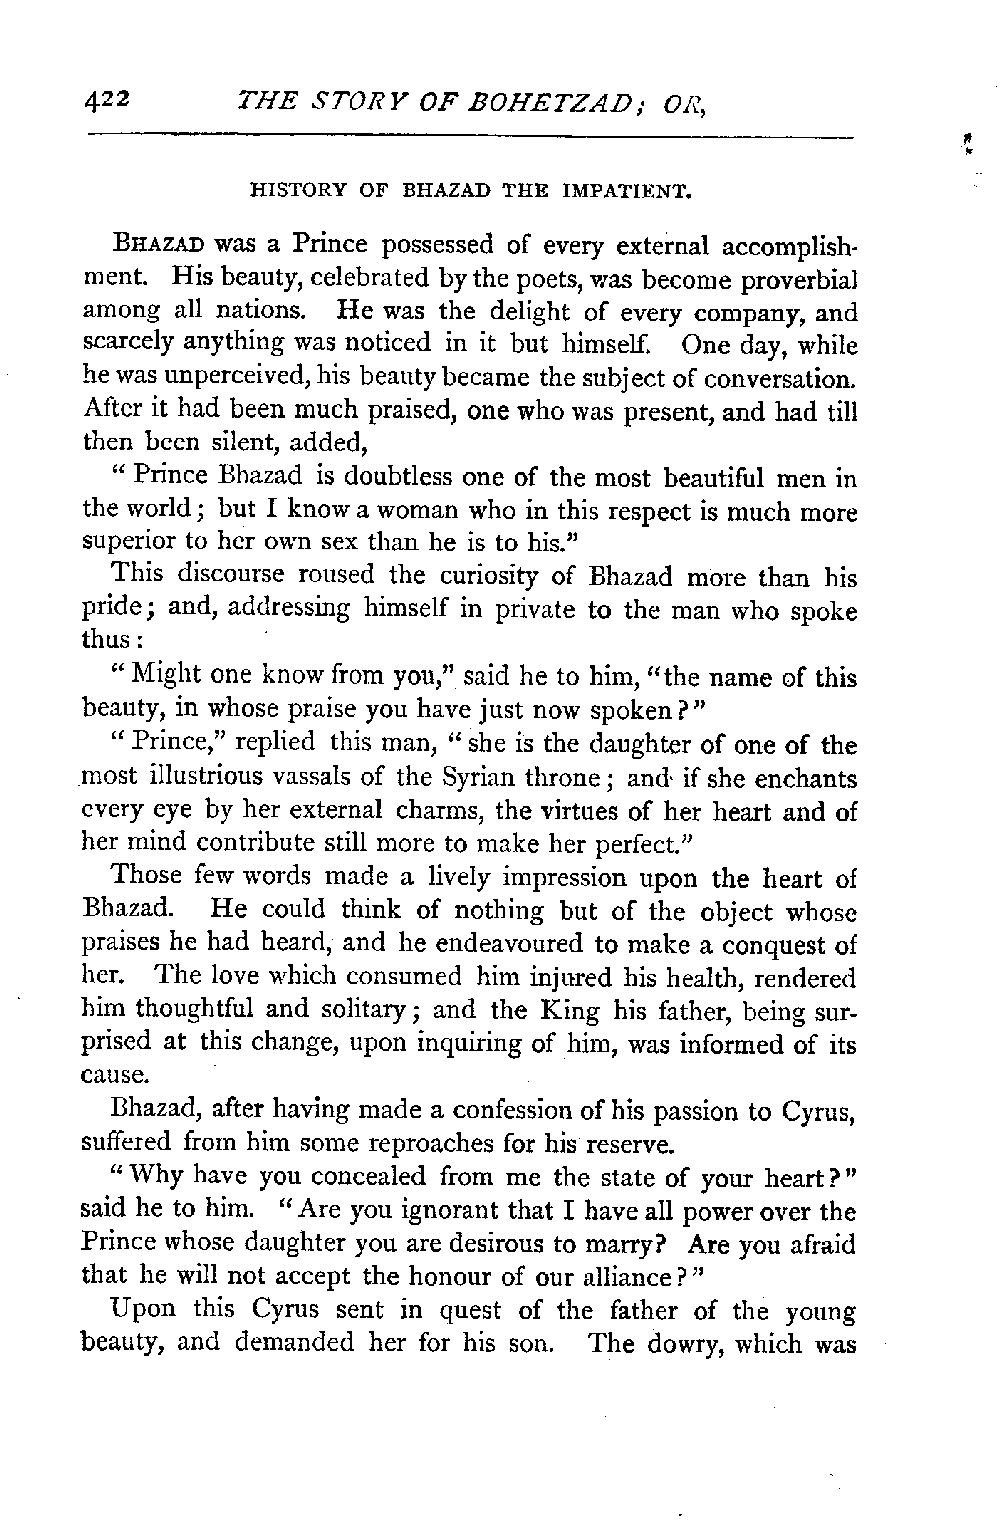 422 THE STORY OF BOHETZAD; OR,
HISTORY OF BHAZAD THE IMPATIENT.
BHAZAD was a Prince possessed of every external accomplish-
ment. His beauty, celebrated by the poets, was become proverbial
among all nations. He was the delight of every company, and
scarcely anything was noticed in it but himself. One day, while
he was unperceived, his beauty became the subject of conversation.
After it had been much praised, one who was present, and had till
then been silent, added,
“Prince Bhazad is doubtless one of the most beautiful men in
the world; but I know a woman who in this respect is much more
superior to her own sex than he is to his.”
This discourse roused the curiosity of Bhazad more than his
pride; and, addressing himself in private to the man who spoke
thus:
“Might one know from you,” said he to him, “the name of this
beauty, in whose praise you have just now spoken?”
“Prince,” replied this man, “she is the daughter of one of the
most illustrious vassals of the Syrian throne; and if she enchants
every eye by her external charms, the virtues of her heart and of
her mind contribute still more to make her perfect.”
Those few words made a lively impression upon the heart of
Bhazad. He could think of nothing but of the object whose
praises he had heard, and he endeavoured to make a conquest of
her. The love which consumed him injured his health, rendered
him thoughtful and solitary; and the King his father, being sur-
prised at this change, upon inquiring of him, was informed of its
cause.
Bhazad, after having made a confession of his passion to Cyrus,
suffered from him some reproaches for his reserve.
“Why have you concealed from me the state of your heart?”
said he to him. “Are you ignorant that I have all power over the
Prince whose daughter you are desirous to marry? Are you afraid
that he will not accept the honour of our alliance?”
Upon this Cyrus sent in quest of the father of the young
beauty, and demanded her for his son. The dowry, which was